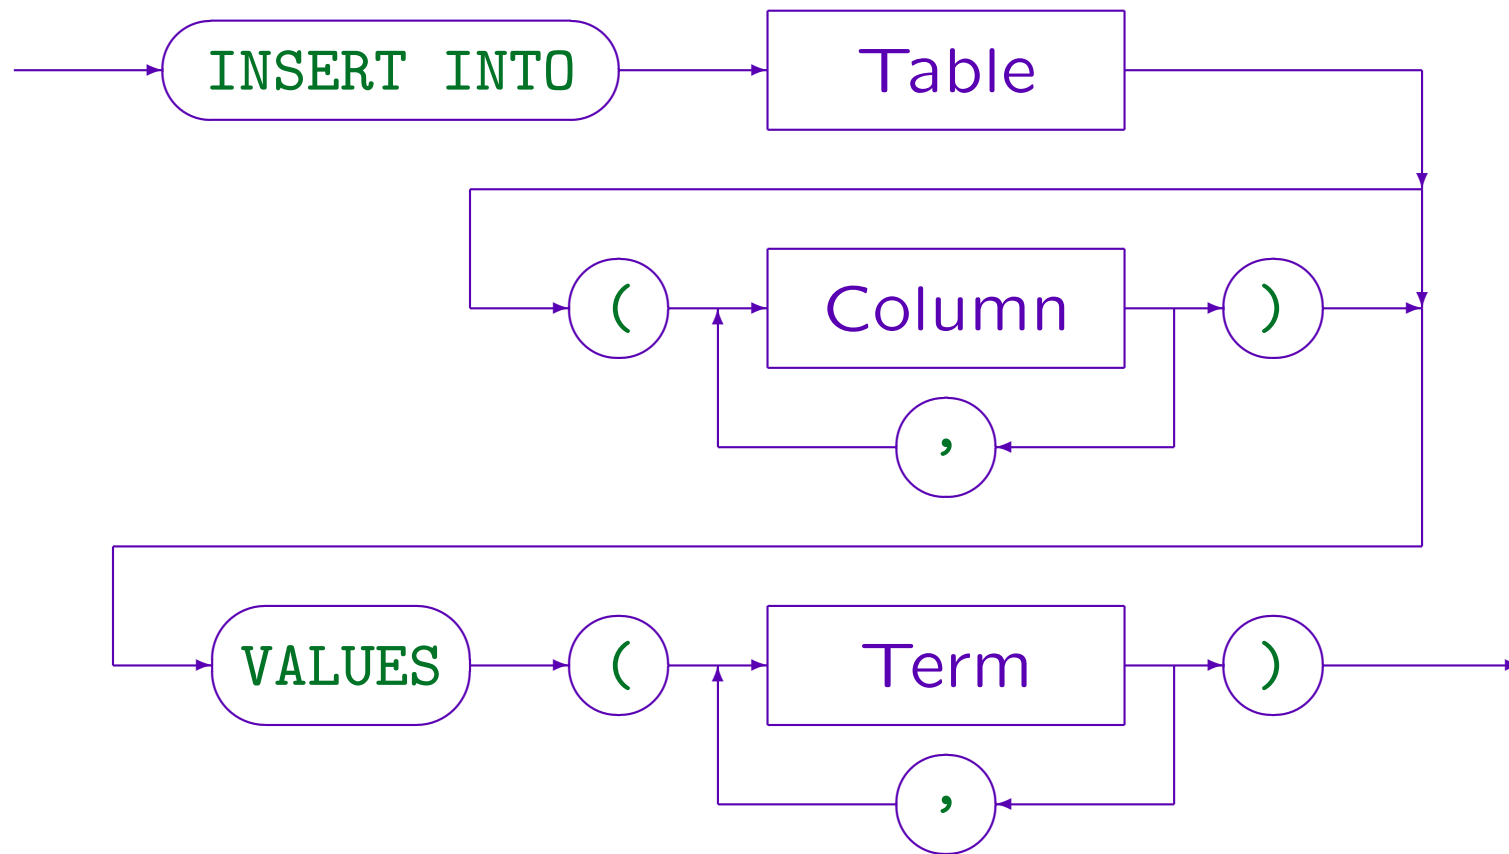 INSERT INTO Table
( Column )
,
VALUES ( Term )
,